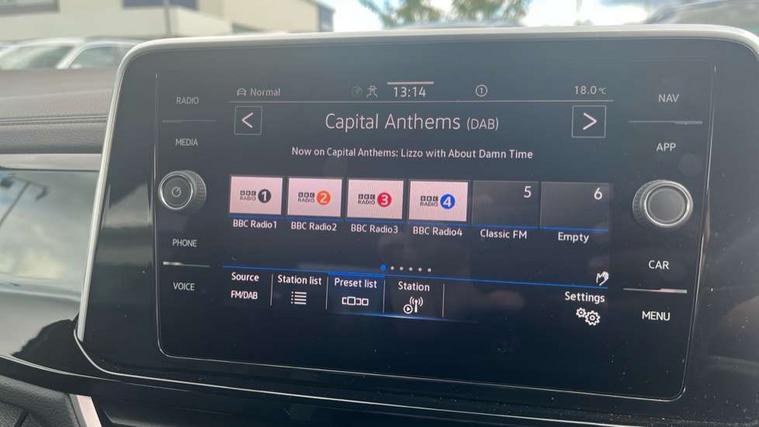 RADIO
MEDIA
PHONE
VOICE
Normal
13:14
1
18.0°C
Capital Anthems (DAB)
Now on Capital Anthems: Lizzo with About Damn Time
BBC RADIO 1
BBC RADIO 2
BBC RADIO 3
BBC RADIO 4
5
6
BBC Radio1
BBC Radio2
BBC Radio3
BBC Radio4
Classic FM
Empty
Source
FM/DAB
Station list
Preset list
Station
Settings
NAV
APP
CAR
MENU